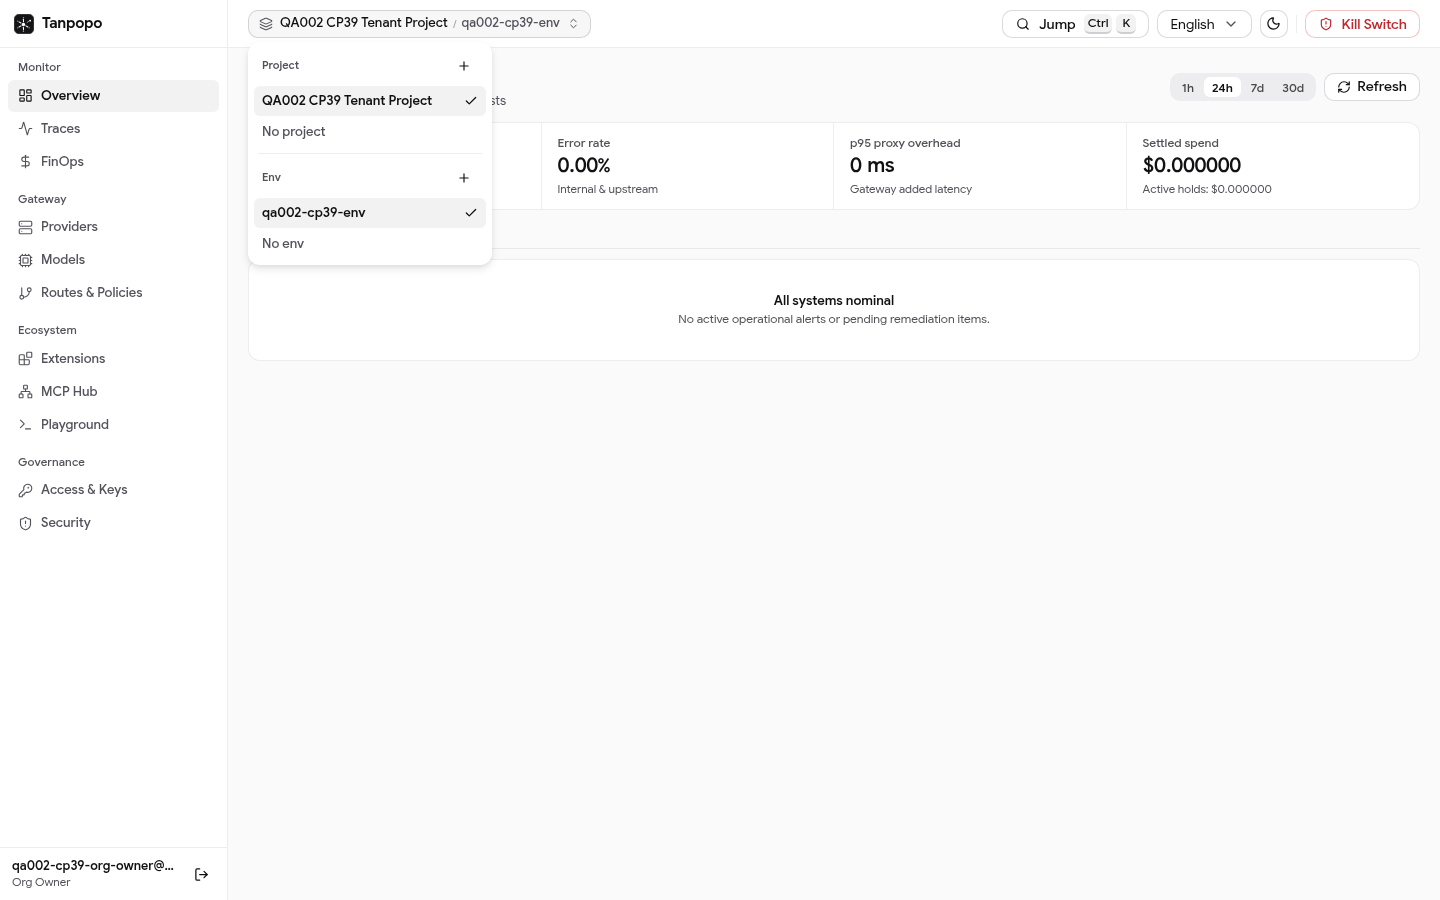 Tanpopo
QA002 CP39 Tenant Project / qa002-cp39-env
Jump Ctrl K
English
Kill Switch
Monitor
Overview
Traces
FinOps
Gateway
Providers
Models
Routes & Policies
Ecosystem
Extensions
MCP Hub
Playground
Governance
Access & Keys
Security
qa002-cp39-org-owner@...
Org Owner
Project
QA002 CP39 Tenant Project
No project
Env
qa002-cp39-env
No env
sts
1h 24h 7d 30d
Refresh
Error rate
0.00%
Internal & upstream
p95 proxy overhead
0 ms
Gateway added latency
Settled spend
$0.000000
Active holds: $0.000000
All systems nominal
No active operational alerts or pending remediation items.